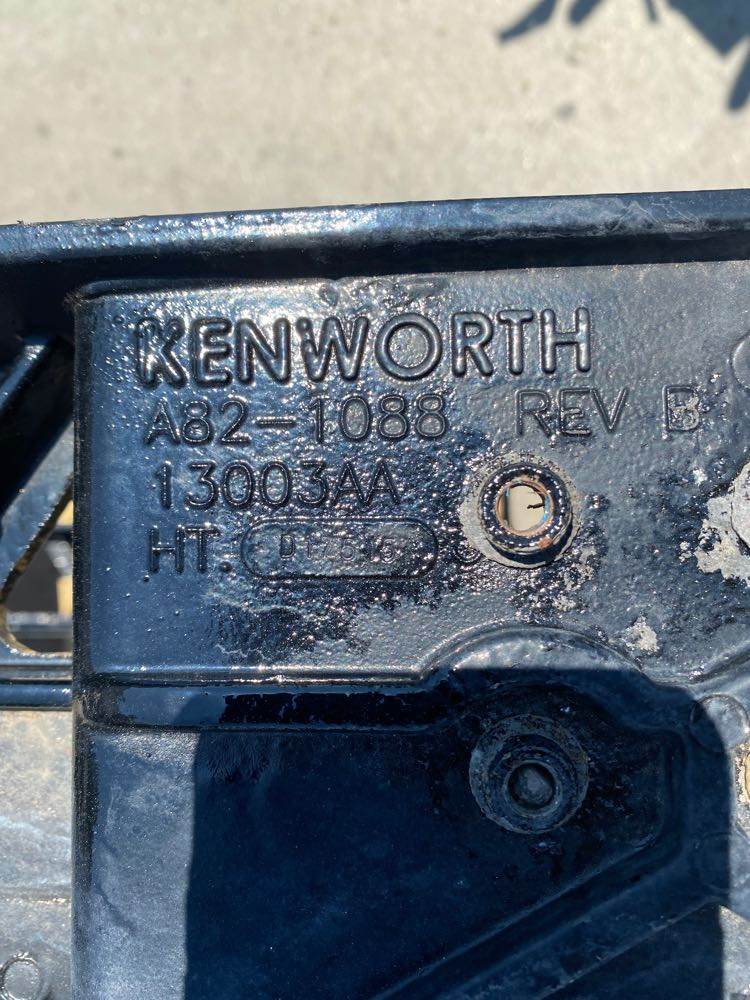 KENWORTH
A82-1088 REV B
13003AA
HT.